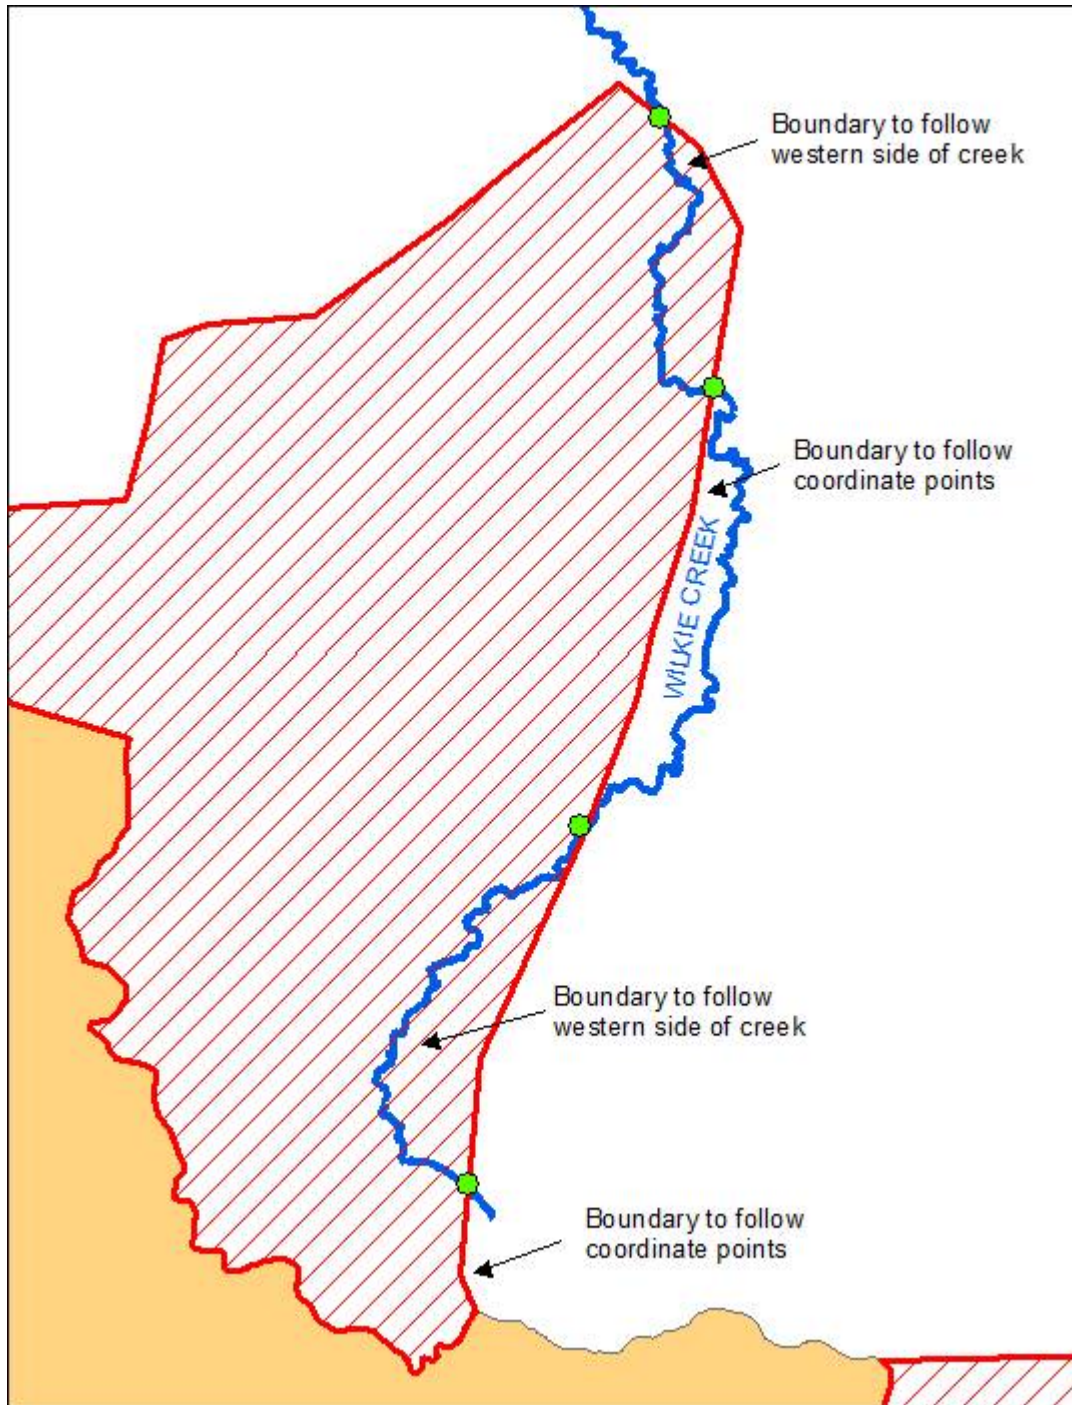 Boundary to follow
western side of creek
Boundary to follow
coordinate points
WILKIE CREEK
Boundary to follow
western side of creek
Boundary to follow
coordinate points